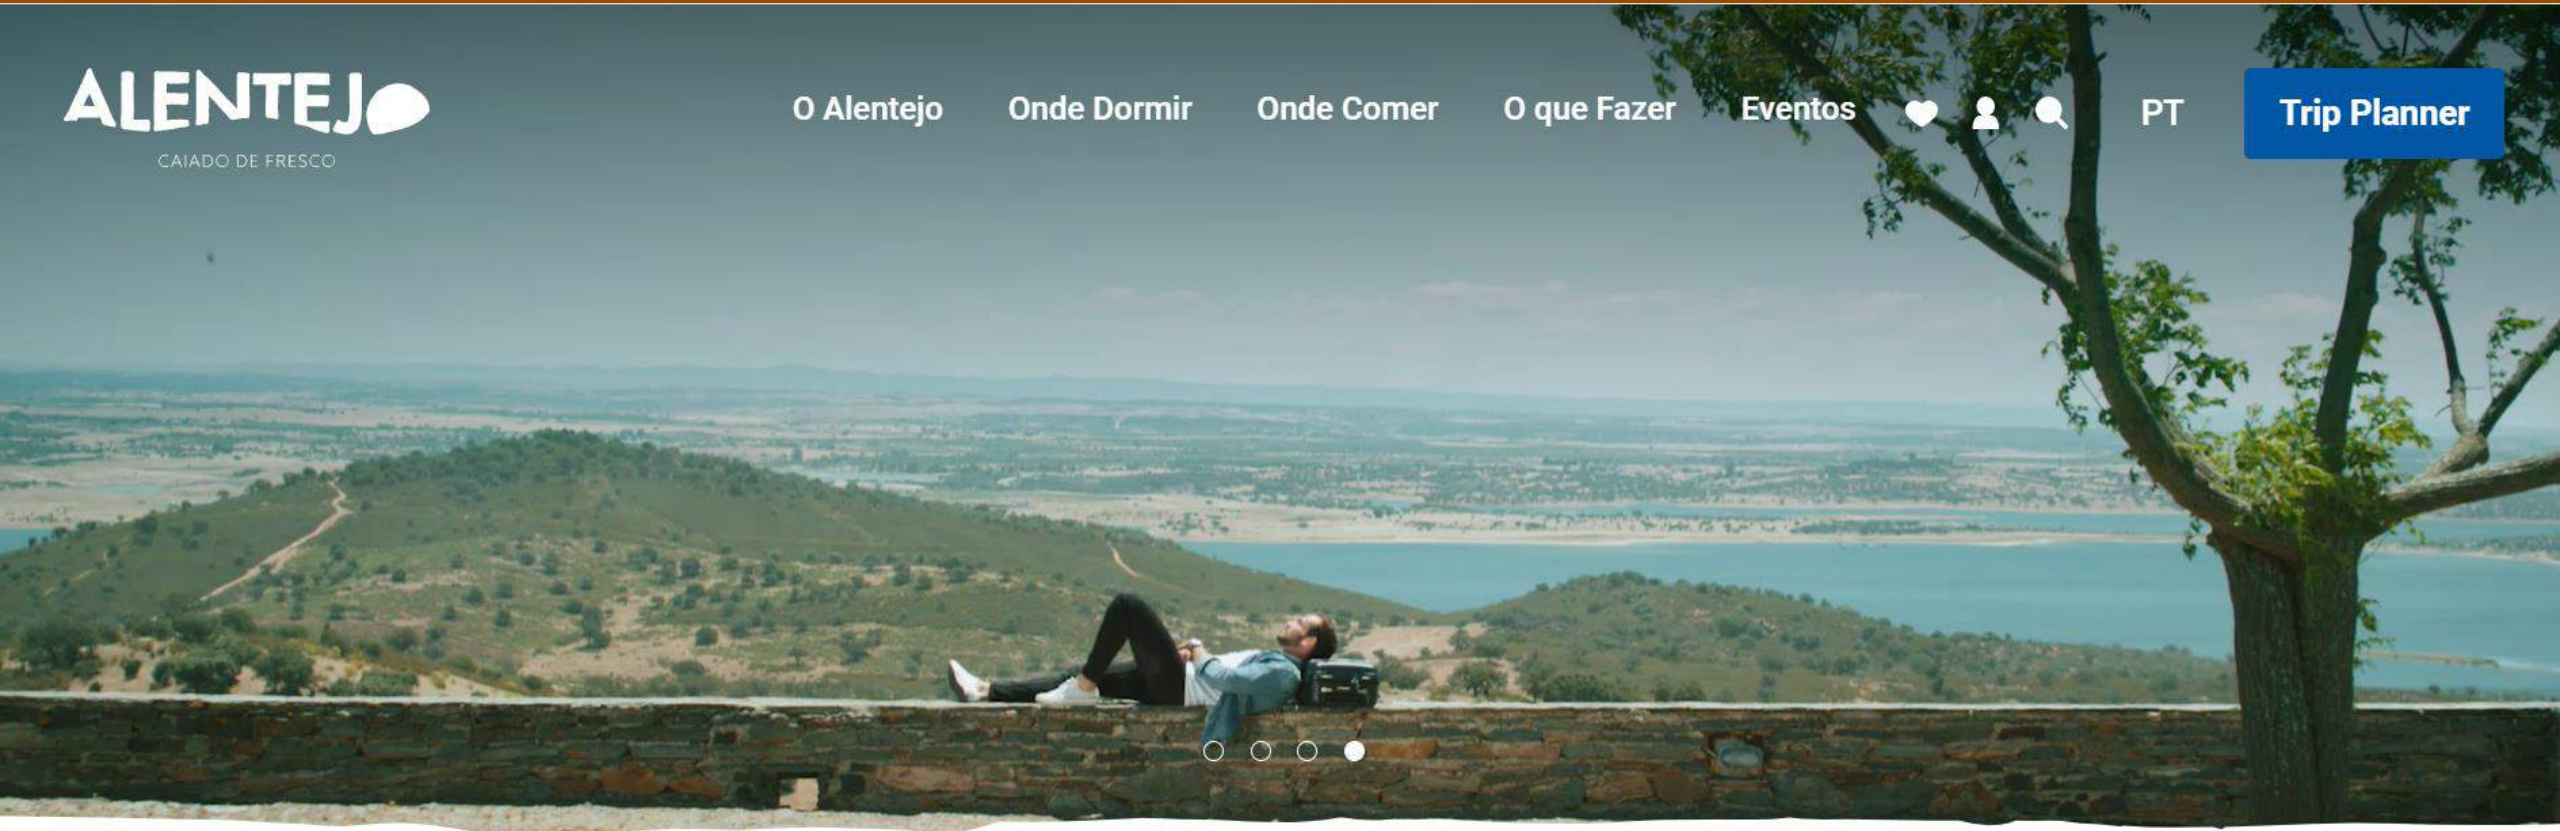 ALENTEJO
CAIADO DE FRESCO
O Alentejo Onde Dormir Onde Comer O que Fazer Eventos PT Trip Planner